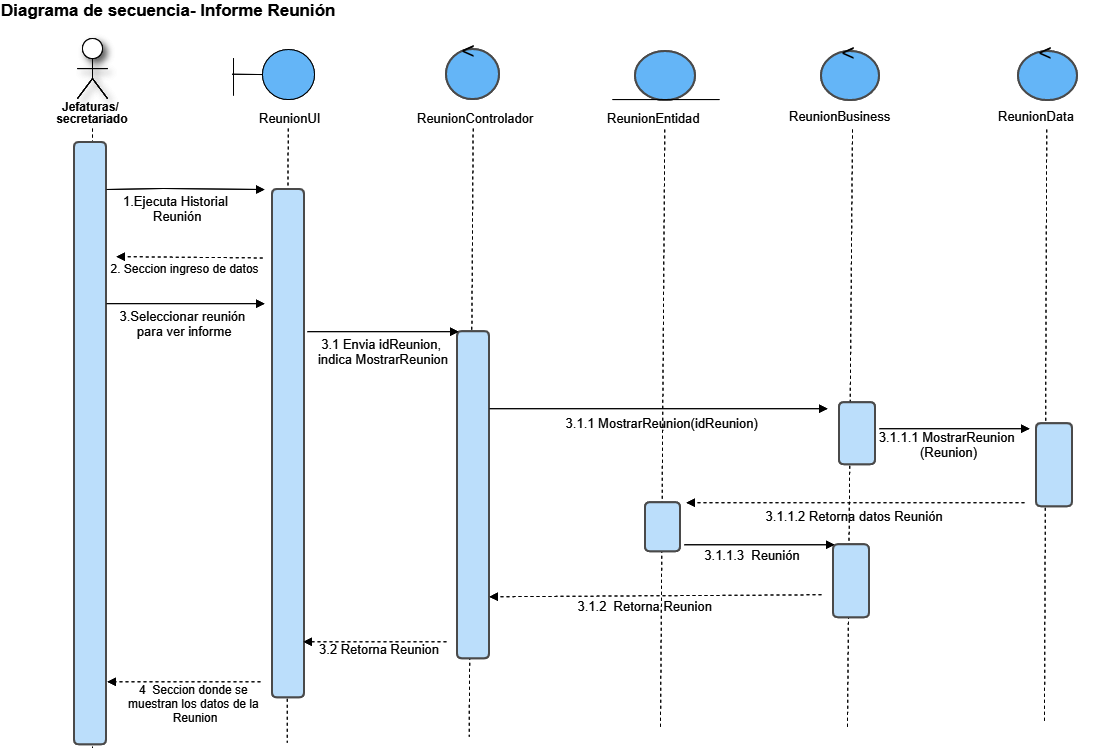 Diagrama de secuencia- Informe Reunión
Jefaturas/
secretariado
ReunionUI
ReunionControlador
ReunionEntidad
ReunionBusiness
ReunionData
1.Ejecuta Historial
Reunión
2. Seccion ingreso de datos
3.Seleccionar reunión
para ver informe
3.1 Envia idReunion,
indica MostrarReunion
3.1.1 MostrarReunion(idReunion)
3.1.1.1 MostrarReunion
(Reunion)
3.1.1.2 Retorna datos Reunión
3.1.1.3 Reunión
3.1.2 Retorna Reunion
3.2 Retorna Reunion
4 Seccion donde se
muestran los datos de la
Reunion